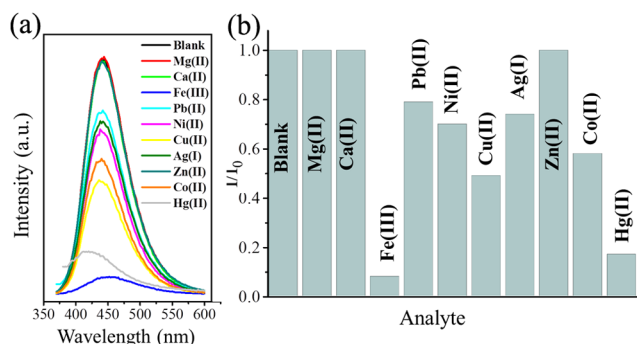 (a)
Intensity (a.u.)
Blank
Mg(II)
Ca(II)
Fe(III)
Pb(II)
Ni(II)
Cu(II)
Ag(I)
Zn(II)
Co(II)
Hg(II)
350 400 450 500 550 600
Wavelength (nm)
(b)
I/I0
1.0
0.8
0.6
0.4
0.2
0.0
Blank
Mg(II)
Ca(II)
Fe(III)
Pb(II)
Ni(II)
Cu(II)
Ag(I)
Zn(II)
Co(II)
Hg(II)
Analyte